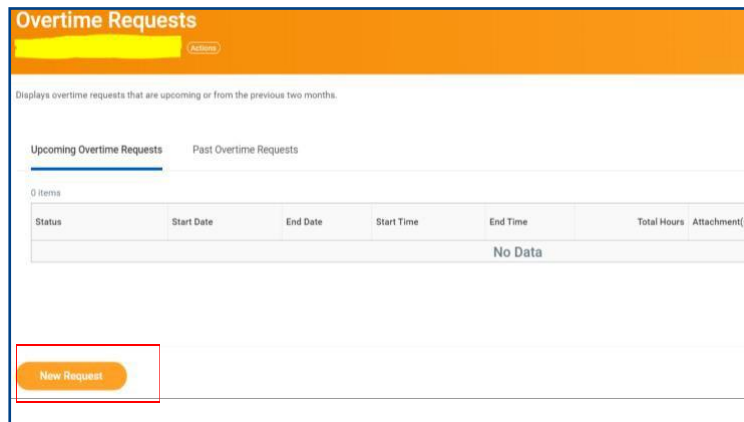 Overtime Requests
Actions
Displays overtime requests that are upcoming or from the previous two months.
Upcoming Overtime Requests Past Overtime Requests
0 items
Status Start Date End Date Start Time End Time Total Hours Attachment(
No Data
New Request